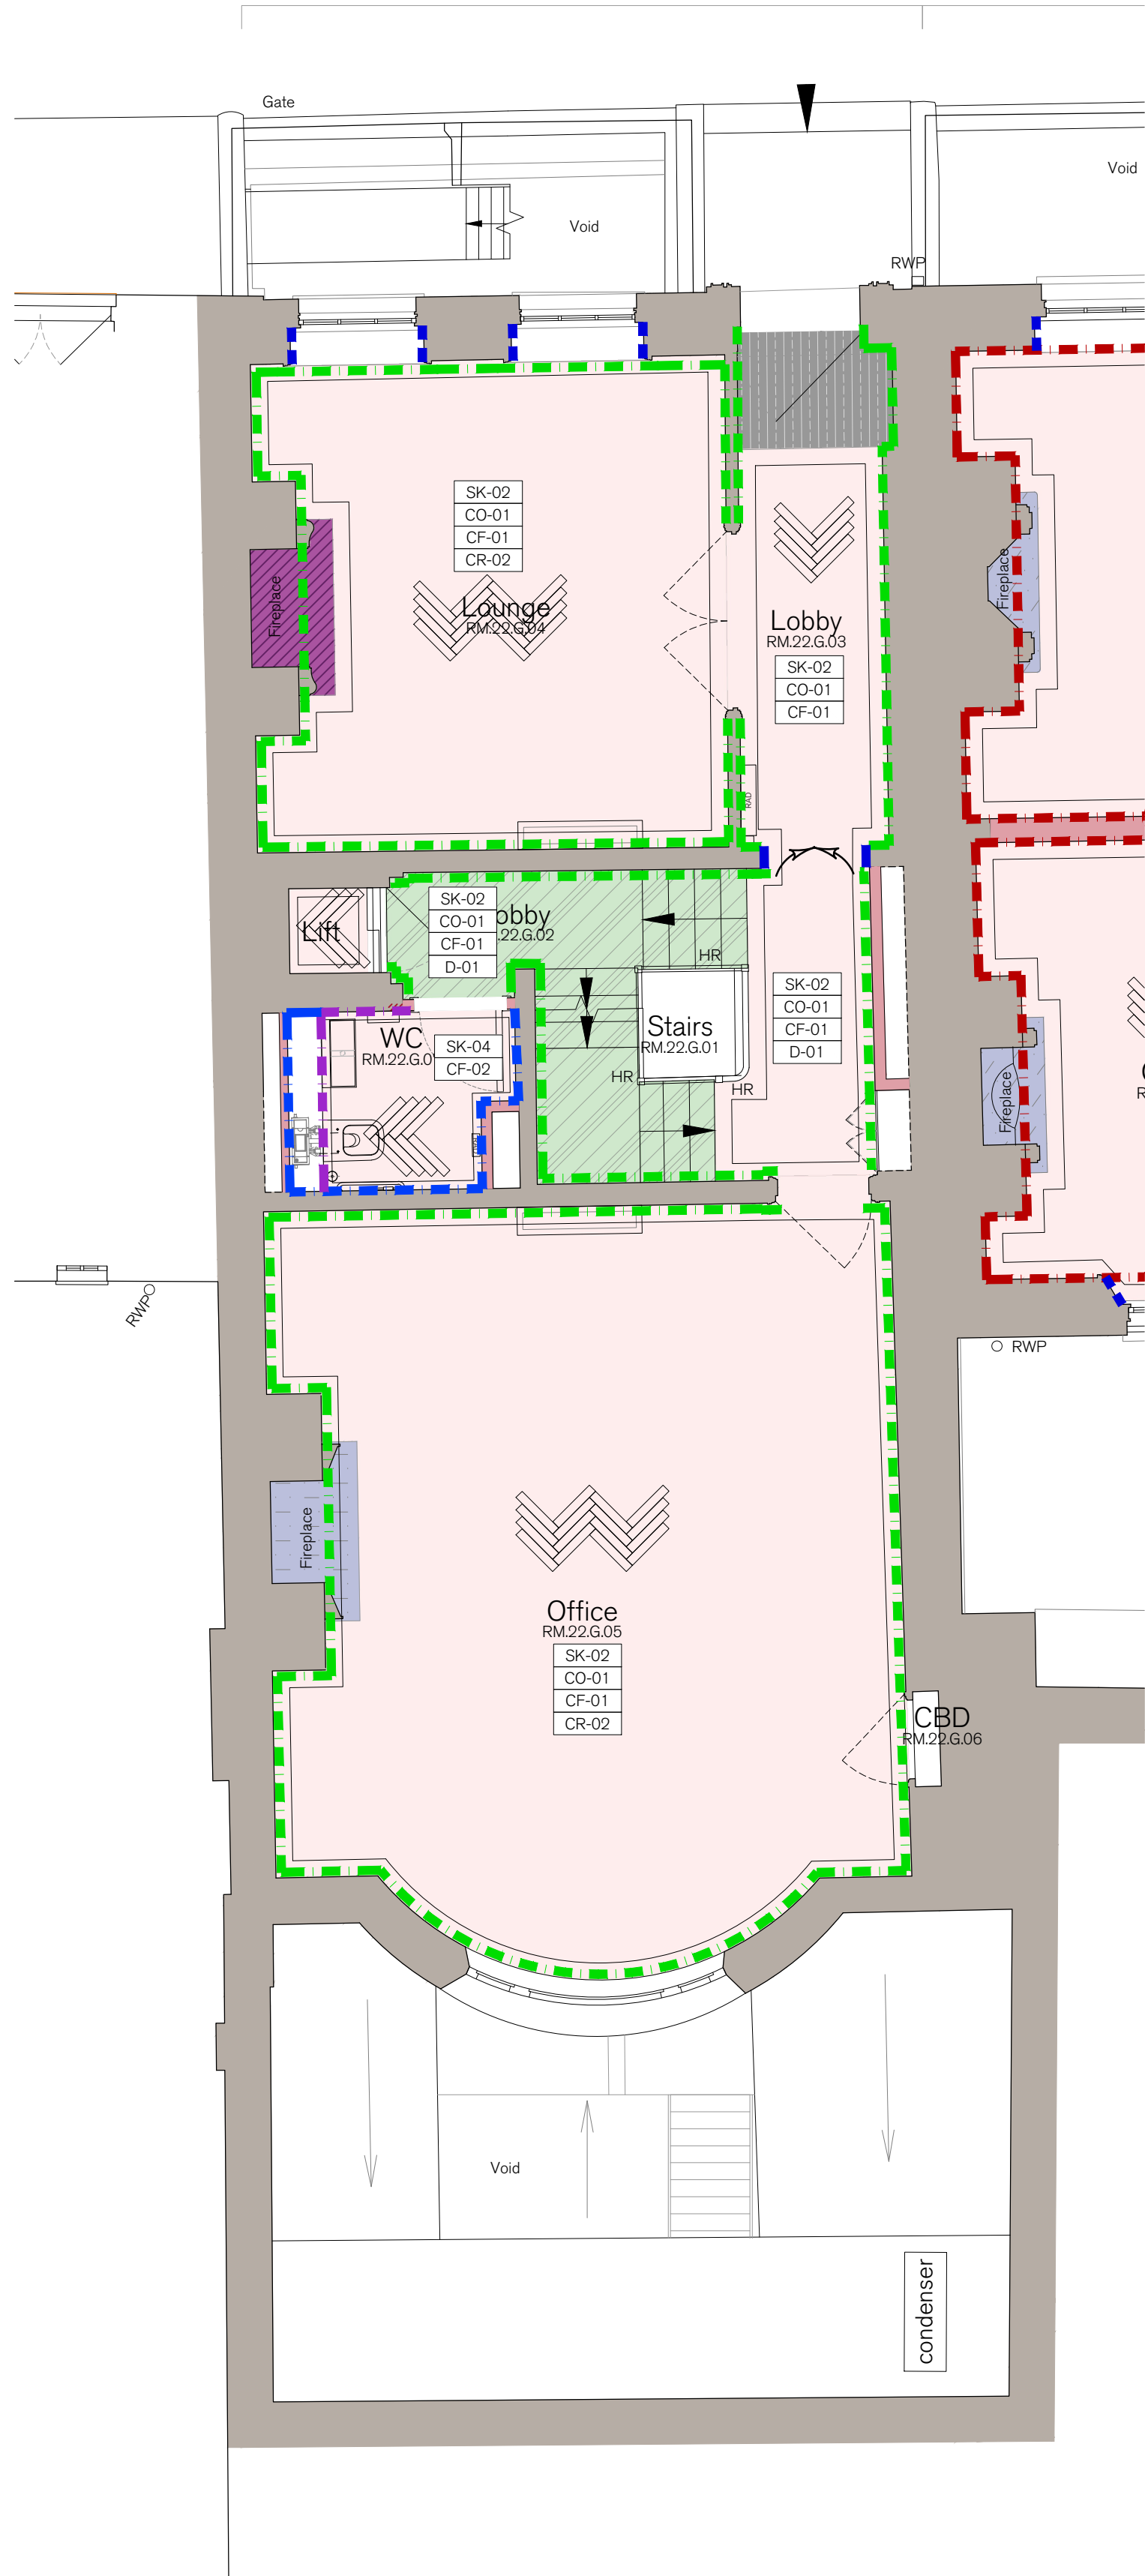 Gate
Void
Void
RWP
SK-02
CO-01
CF-01
CR-02
Fireplace
Lounge
RM.22.G.04
Lobby
RM.22.G.03
SK-02
CO-01
CF-01
Fireplace
RAD
SK-02
CO-01
CF-01
D-01
obby
.22.G.02
Lift
HR
SK-02
CO-01
CF-01
D-01
Stairs
RM.22.G.01
WC
RM.22.G.0
SK-04
CF-02
HR
HR
Fireplace
RWP
RWP
Fireplace
Office
RM.22.G.05
SK-02
CO-01
CF-01
CR-02
CBD
RM.22.G.06
Void
condenser